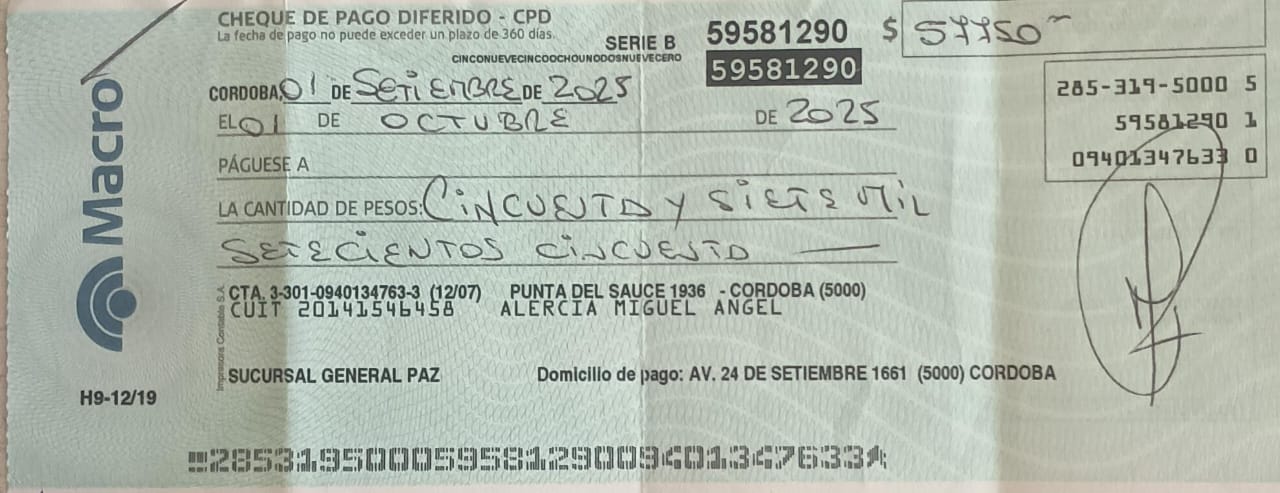 CHEQUE DE PAGO DIFERIDO - CPD
La fecha de pago no puede exceder un plazo de 360 días.
SERIE B 59581290 $ 57750
CINCONUEVECINCOOCHOUNODOSNUEVECERO
59581290
285-319-5000 5
59581290 1
09401347633 0
CORDOBA, 01 DE SETIEMBRE DE 2025
EL 01 DE OCTUBRE DE 2025
PÁGUESE A
LA CANTIDAD DE PESOS: CINCUENTA Y SIETE MIL
SETECIENTOS CINCUENTA
CTA. 3-301-0940134763-3 (12/07) PUNTA DEL SAUCE 1936 - CORDOBA (5000)
CUIT 20141546458 ALERCIA MIGUEL ANGEL
SUCURSAL GENERAL PAZ Domicilio de pago: AV. 24 DE SETIEMBRE 1661 (5000) CORDOBA
Macro
H9-12/19
Impresora Contable S.A.
28531950005958129009401347633